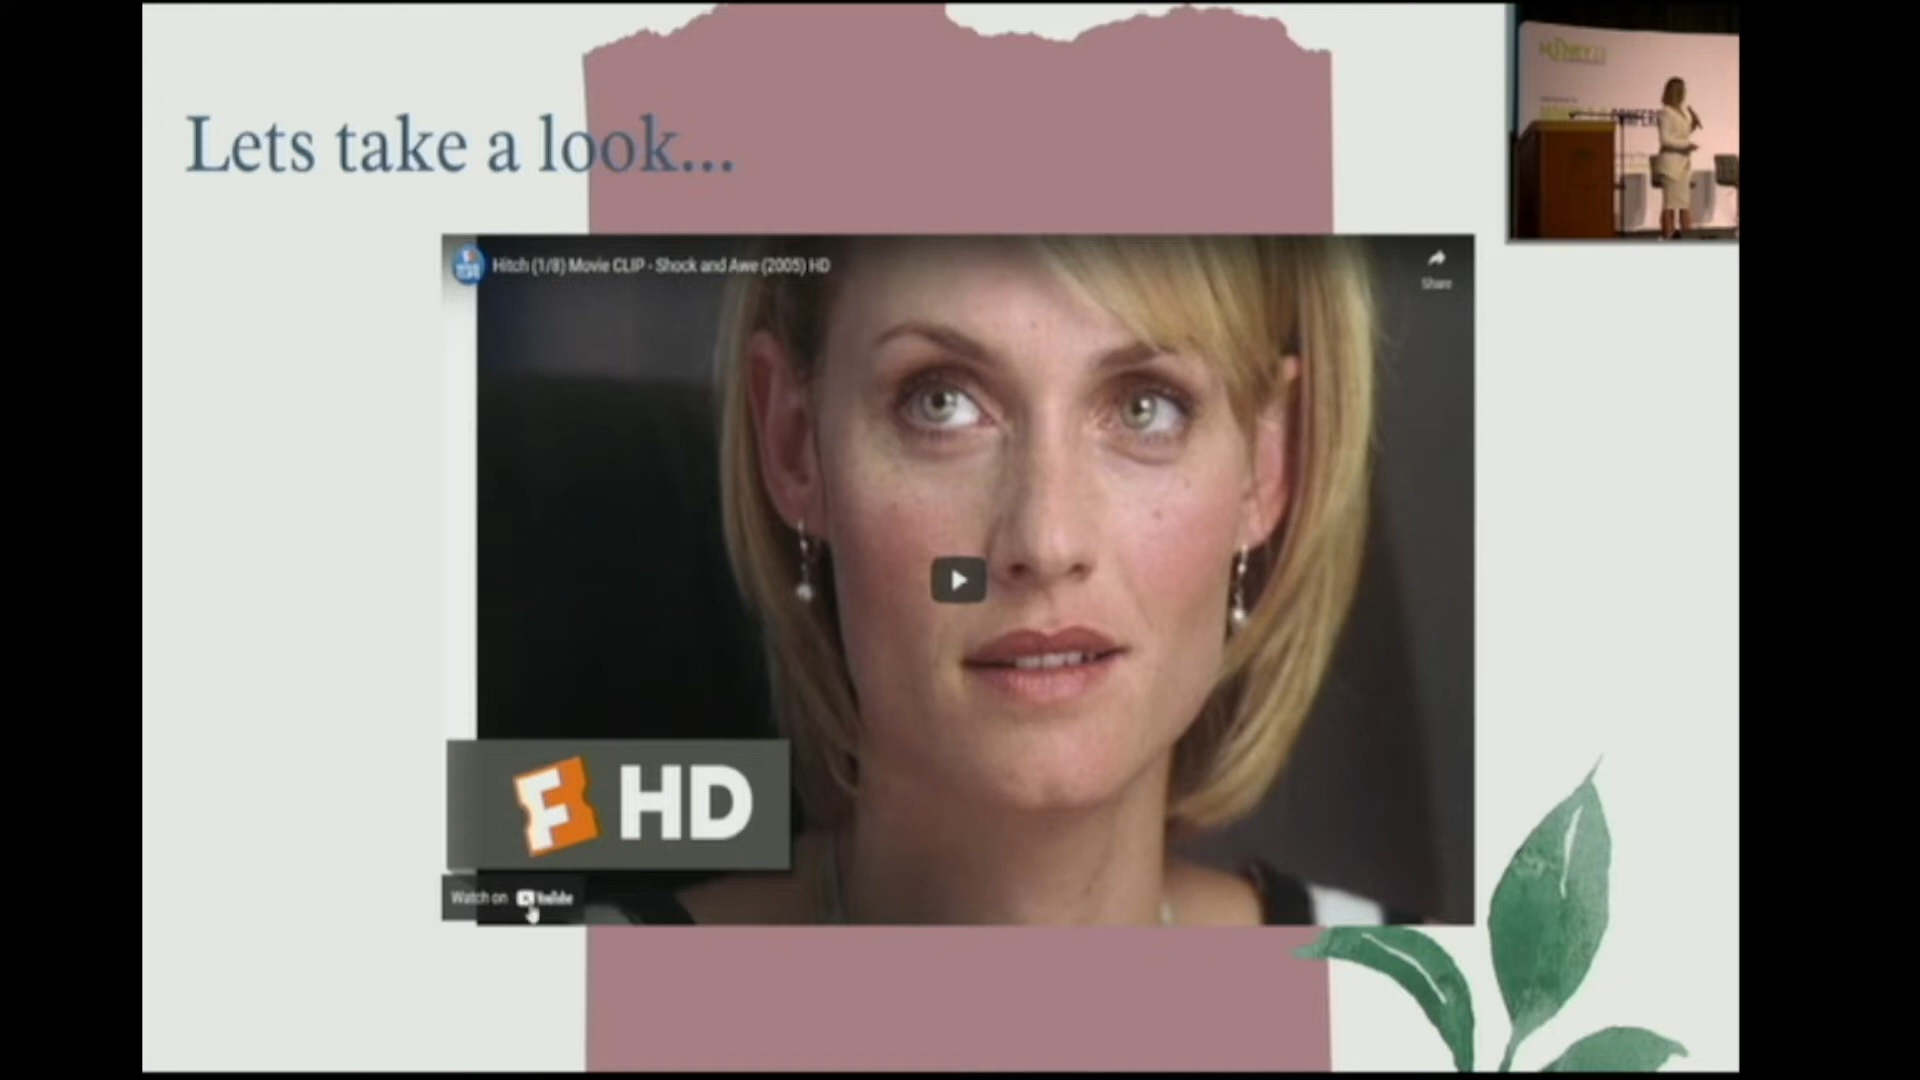 Lets take a look...
Hitch (1/8) Movie CLIP - Shock and Awe (2005) HD
Share
F HD
Watch on YouTube